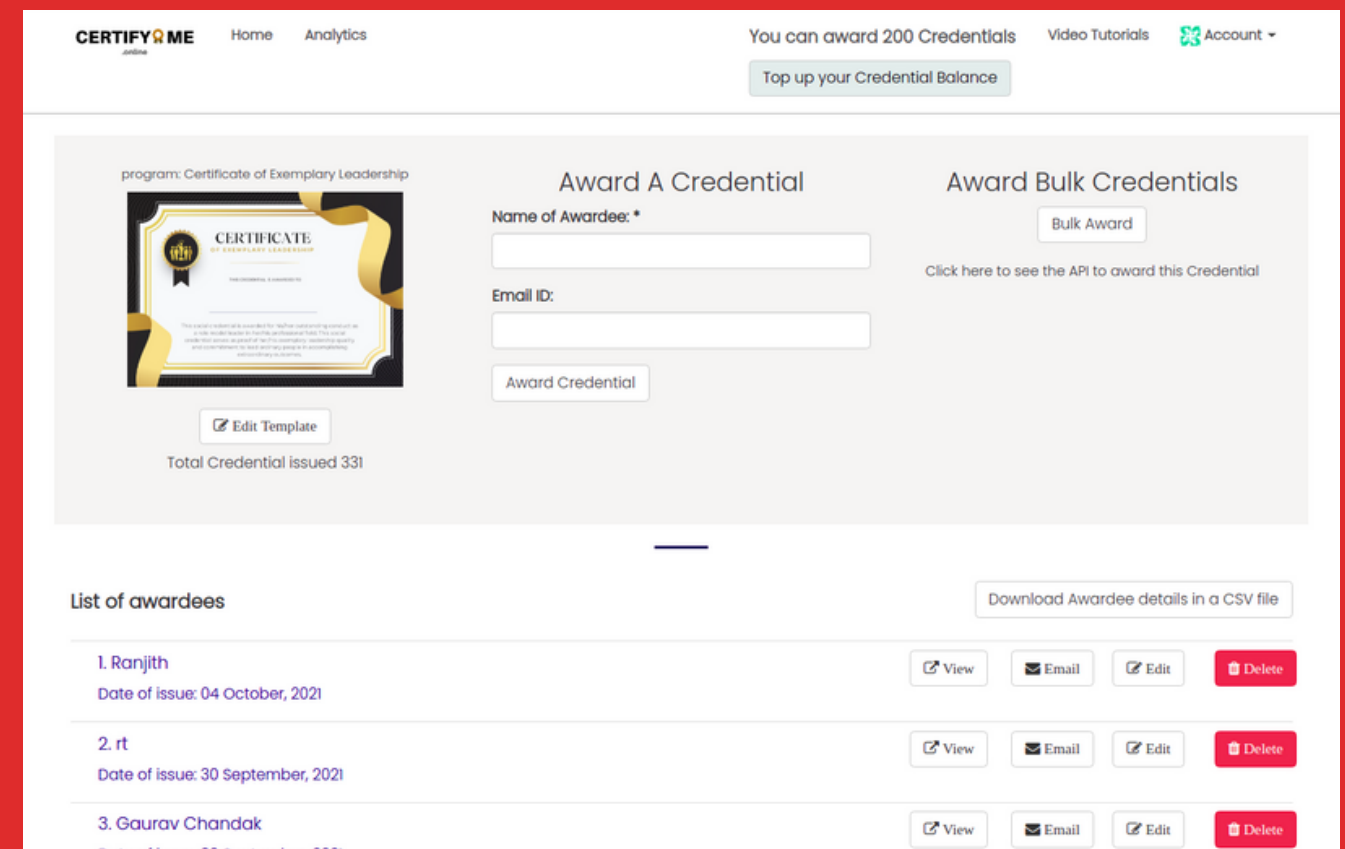 CERTIFY ME
.online
Home
Analytics
You can award 200 Credentials
Top up your Credential Balance
Video Tutorials
Account
program: Certificate of Exemplary Leadership
CERTIFICATE
OF EXEMPLARY LEADERSHIP
THIS CREDENTIAL IS AWARDED TO
Edit Template
Total Credential issued 331
Award A Credential
Name of Awardee: *
Email ID:
Award Credential
Award Bulk Credentials
Bulk Award
Click here to see the API to award this Credential
List of awardees
Download Awardee details in a CSV file
1. Ranjith
Date of issue: 04 October, 2021
View Email Edit Delete
2. rt
Date of issue: 30 September, 2021
View Email Edit Delete
3. Gaurav Chandak
View Email Edit Delete